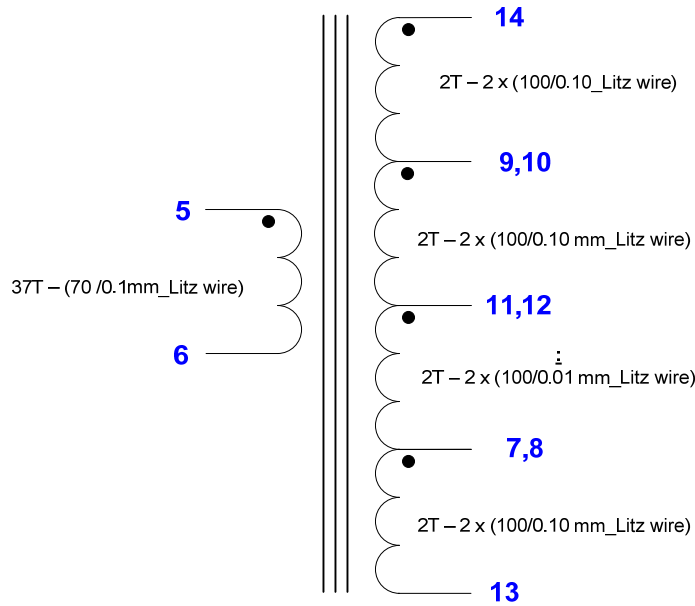 14
2T – 2 x (100/0.10_Litz wire)
9,10
5
2T – 2 x (100/0.10 mm_Litz wire)
37T – (70 /0.1mm_Litz wire)
11,12
6
2T – 2 x (100/0.01 mm_Litz wire)
7,8
2T – 2 x (100/0.10 mm_Litz wire)
13